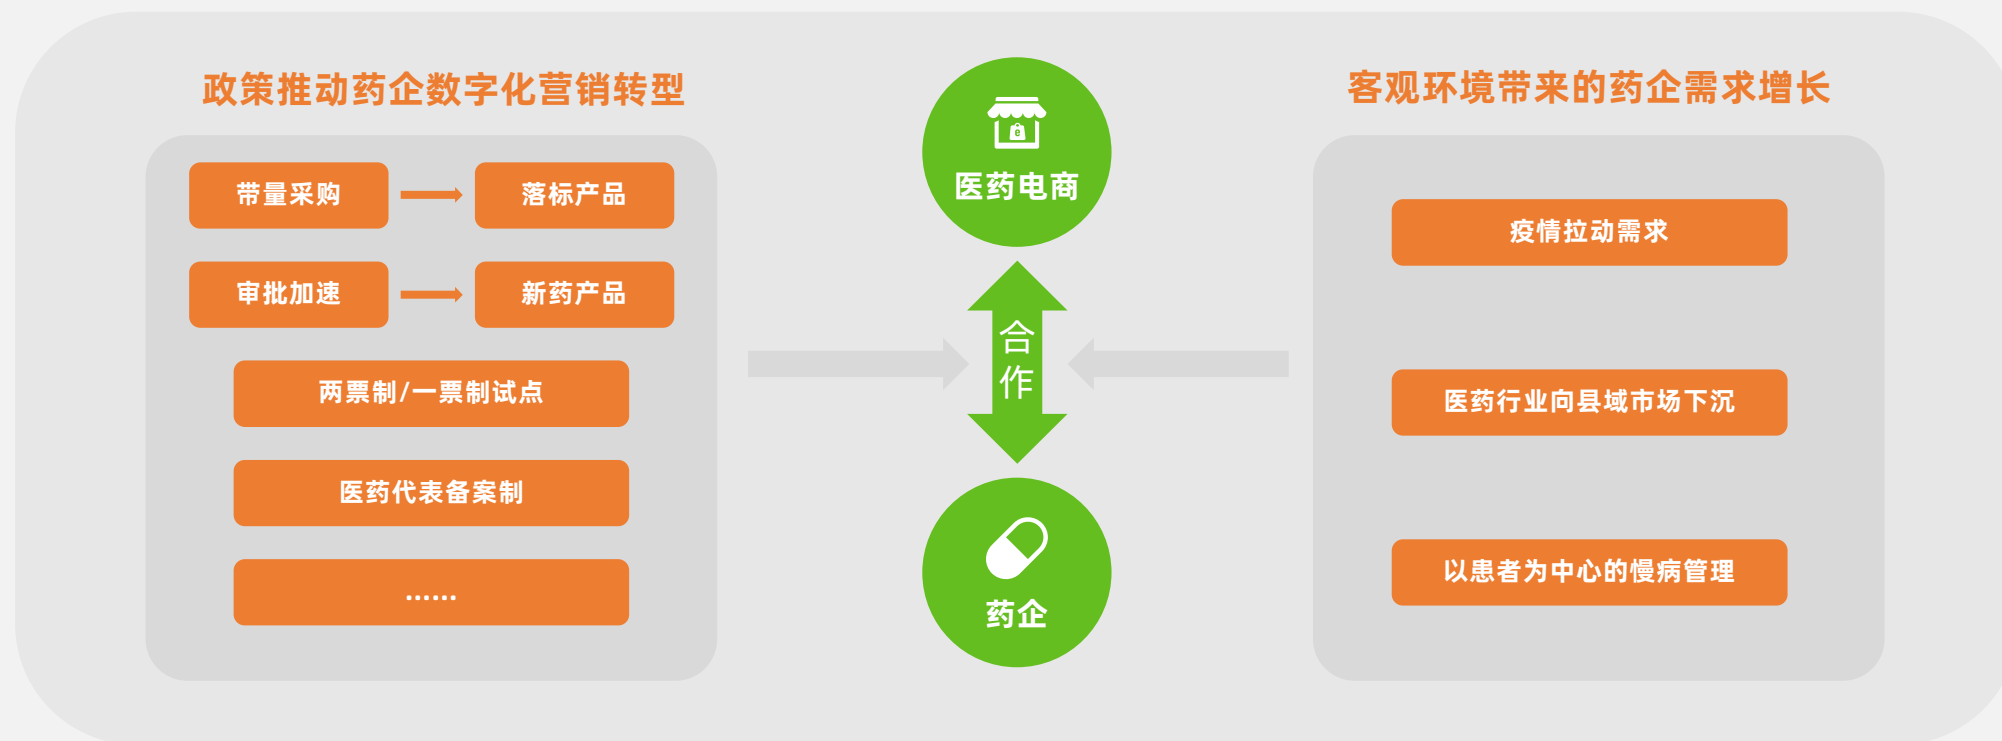 政策推动药企数字化营销转型
带量采购
落标产品
审批加速
新药产品
两票制/一票制试点
医药代表备案制
......
e
医药电商
合
作
药企
客观环境带来的药企需求增长
疫情拉动需求
医药行业向县域市场下沉
以患者为中心的慢病管理